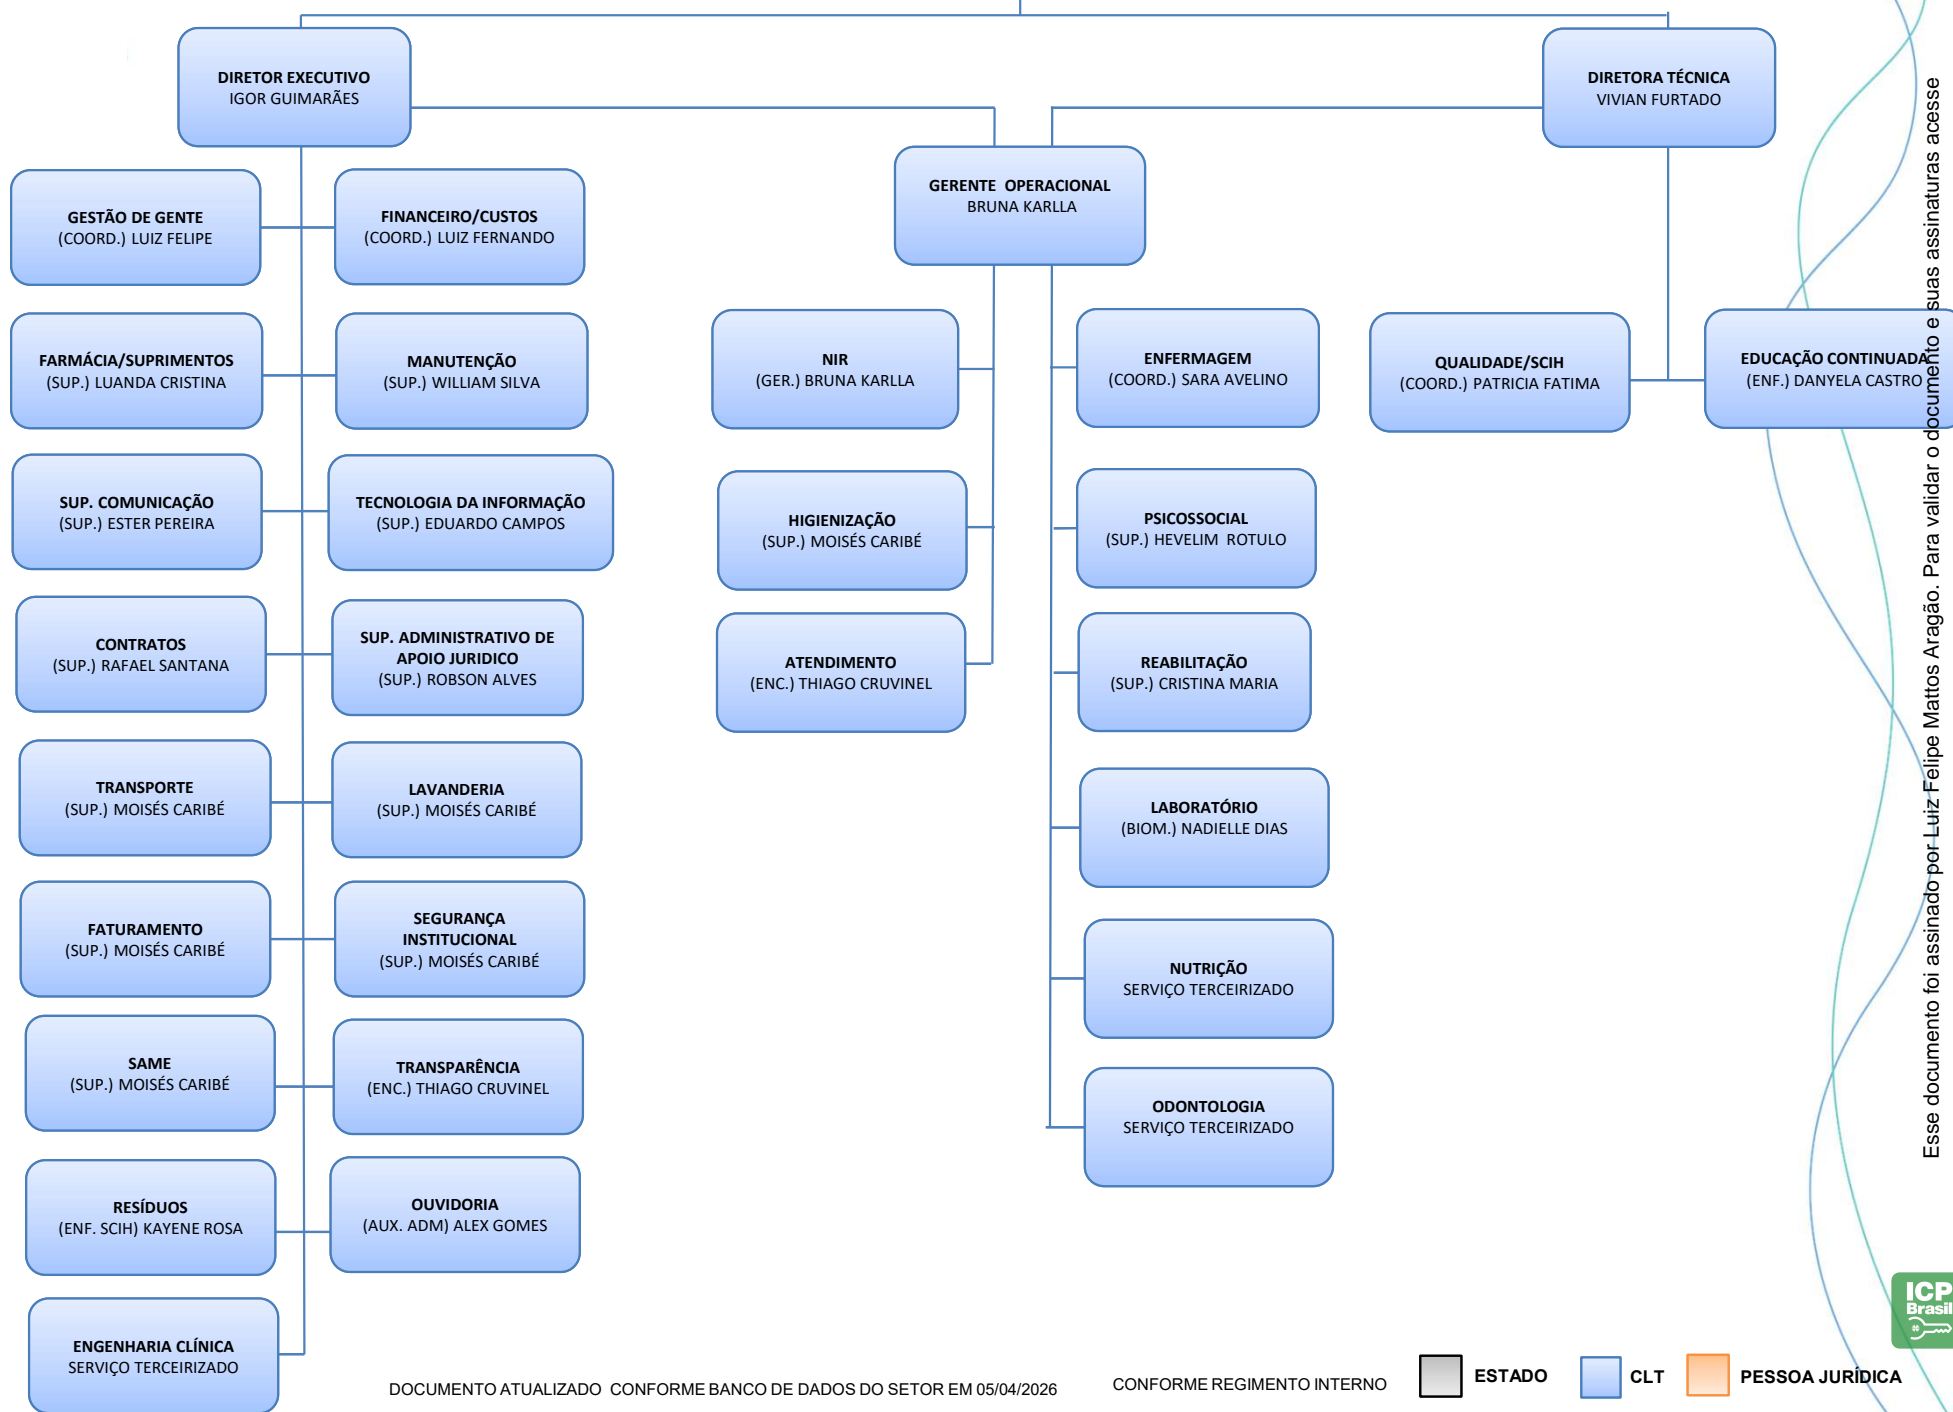 DIRETOR EXECUTIVO
IGOR GUIMARÃES
DIRETORA TÉCNICA
VIVIAN FURTADO
GERENTE OPERACIONAL
BRUNA KARLLA
GESTÃO DE GENTE
(COORD.) LUIZ FELIPE
FINANCEIRO/CUSTOS
(COORD.) LUIZ FERNANDO
FARMÁCIA/SUPRIMENTOS
(SUP.) LUANDA CRISTINA
MANUTENÇÃO
(SUP.) WILLIAM SILVA
SUP. COMUNICAÇÃO
(SUP.) ESTER PEREIRA
TECNOLOGIA DA INFORMAÇÃO
(SUP.) EDUARDO CAMPOS
CONTRATOS
(SUP.) RAFAEL SANTANA
SUP. ADMINISTRATIVO DE
APOIO JURIDICO
(SUP.) ROBSON ALVES
TRANSPORTE
(SUP.) MOISÉS CARIBÉ
LAVANDERIA
(SUP.) MOISÉS CARIBÉ
FATURAMENTO
(SUP.) MOISÉS CARIBÉ
SEGURANÇA
INSTITUCIONAL
(SUP.) MOISÉS CARIBÉ
SAME
(SUP.) MOISÉS CARIBÉ
TRANSPARÊNCIA
(ENC.) THIAGO CRUVINEL
RESÍDUOS
(ENF. SCIH) KAYENE ROSA
OUVIDORIA
(AUX. ADM) ALEX GOMES
ENGENHARIA CLÍNICA
SERVIÇO TERCEIRIZADO
NIR
(GER.) BRUNA KARLLA
ENFERMAGEM
(COORD.) SARA AVELINO
HIGIENIZAÇÃO
(SUP.) MOISÉS CARIBÉ
PSICOSSOCIAL
(SUP.) HEVELIM ROTULO
ATENDIMENTO
(ENC.) THIAGO CRUVINEL
REABILITAÇÃO
(SUP.) CRISTINA MARIA
LABORATÓRIO
(BIOM.) NADIELLE DIAS
NUTRIÇÃO
SERVIÇO TERCEIRIZADO
ODONTOLOGIA
SERVIÇO TERCEIRIZADO
QUALIDADE/SCIH
(COORD.) PATRICIA FATIMA
EDUCAÇÃO CONTINUADA
(ENF.) DANYELA CASTRO
DOCUMENTO ATUALIZADO CONFORME BANCO DE DADOS DO SETOR EM 05/04/2026
CONFORME REGIMENTO INTERNO
ESTADO
CLT
PESSOA JURÍDICA
Esse documento foi assinado por Luiz Felipe Mattos Aragão. Para validar o documento e suas assinaturas acesse
ICP
Brasil